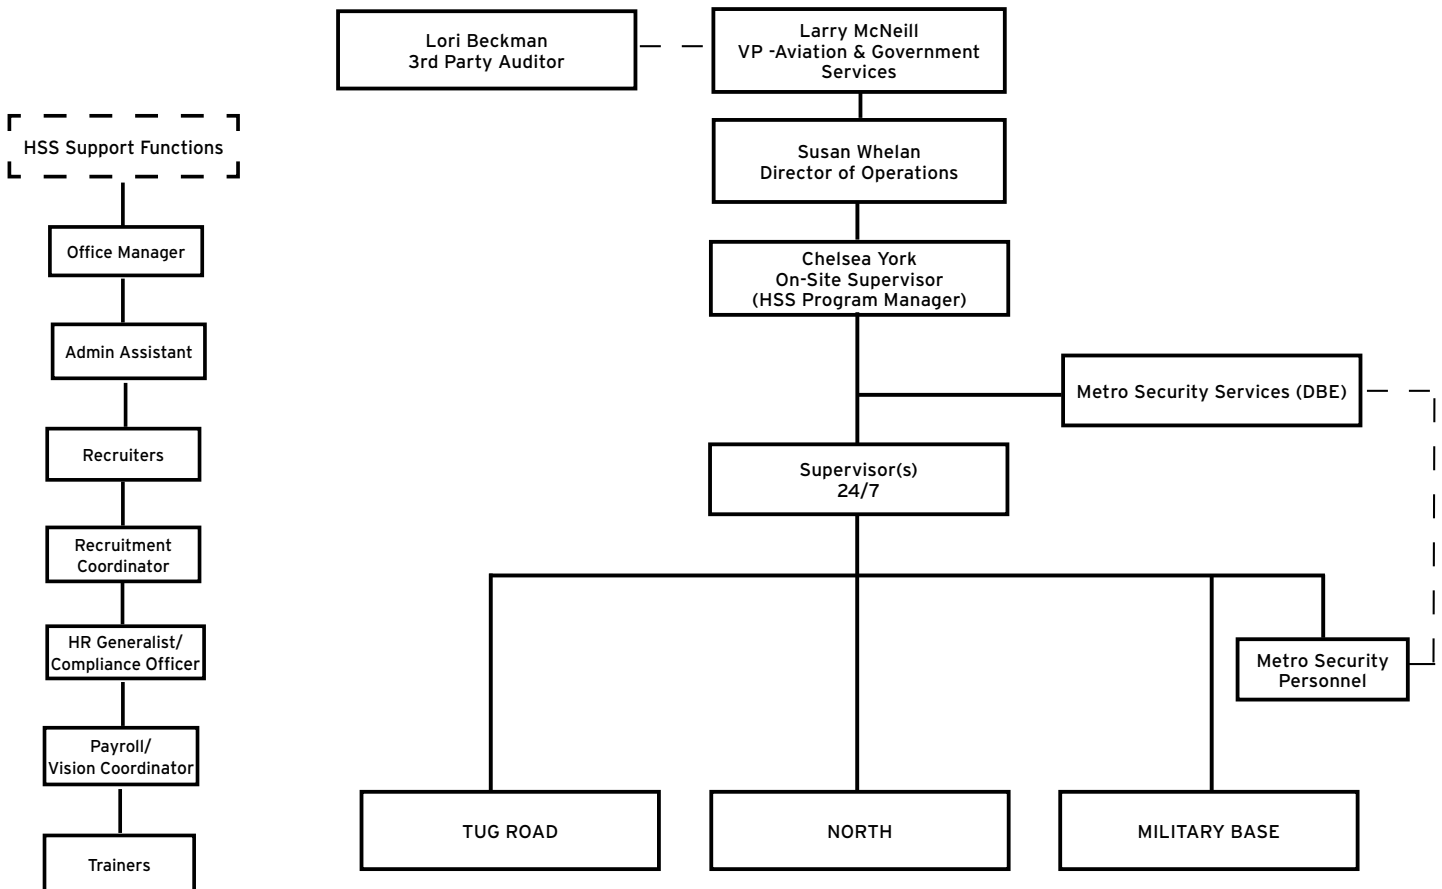 Lori Beckman
3rd Party Auditor
Larry McNeill
VP -Aviation & Government
Services
HSS Support Functions
Susan Whelan
Director of Operations
Office Manager
Chelsea York
On-Site Supervisor
(HSS Program Manager)
Admin Assistant
Metro Security Services (DBE)
Recruiters
Supervisor(s)
24/7
Recruitment
Coordinator
HR Generalist/
Compliance Officer
Metro Security
Personnel
Payroll/
Vision Coordinator
TUG ROAD
NORTH
MILITARY BASE
Trainers